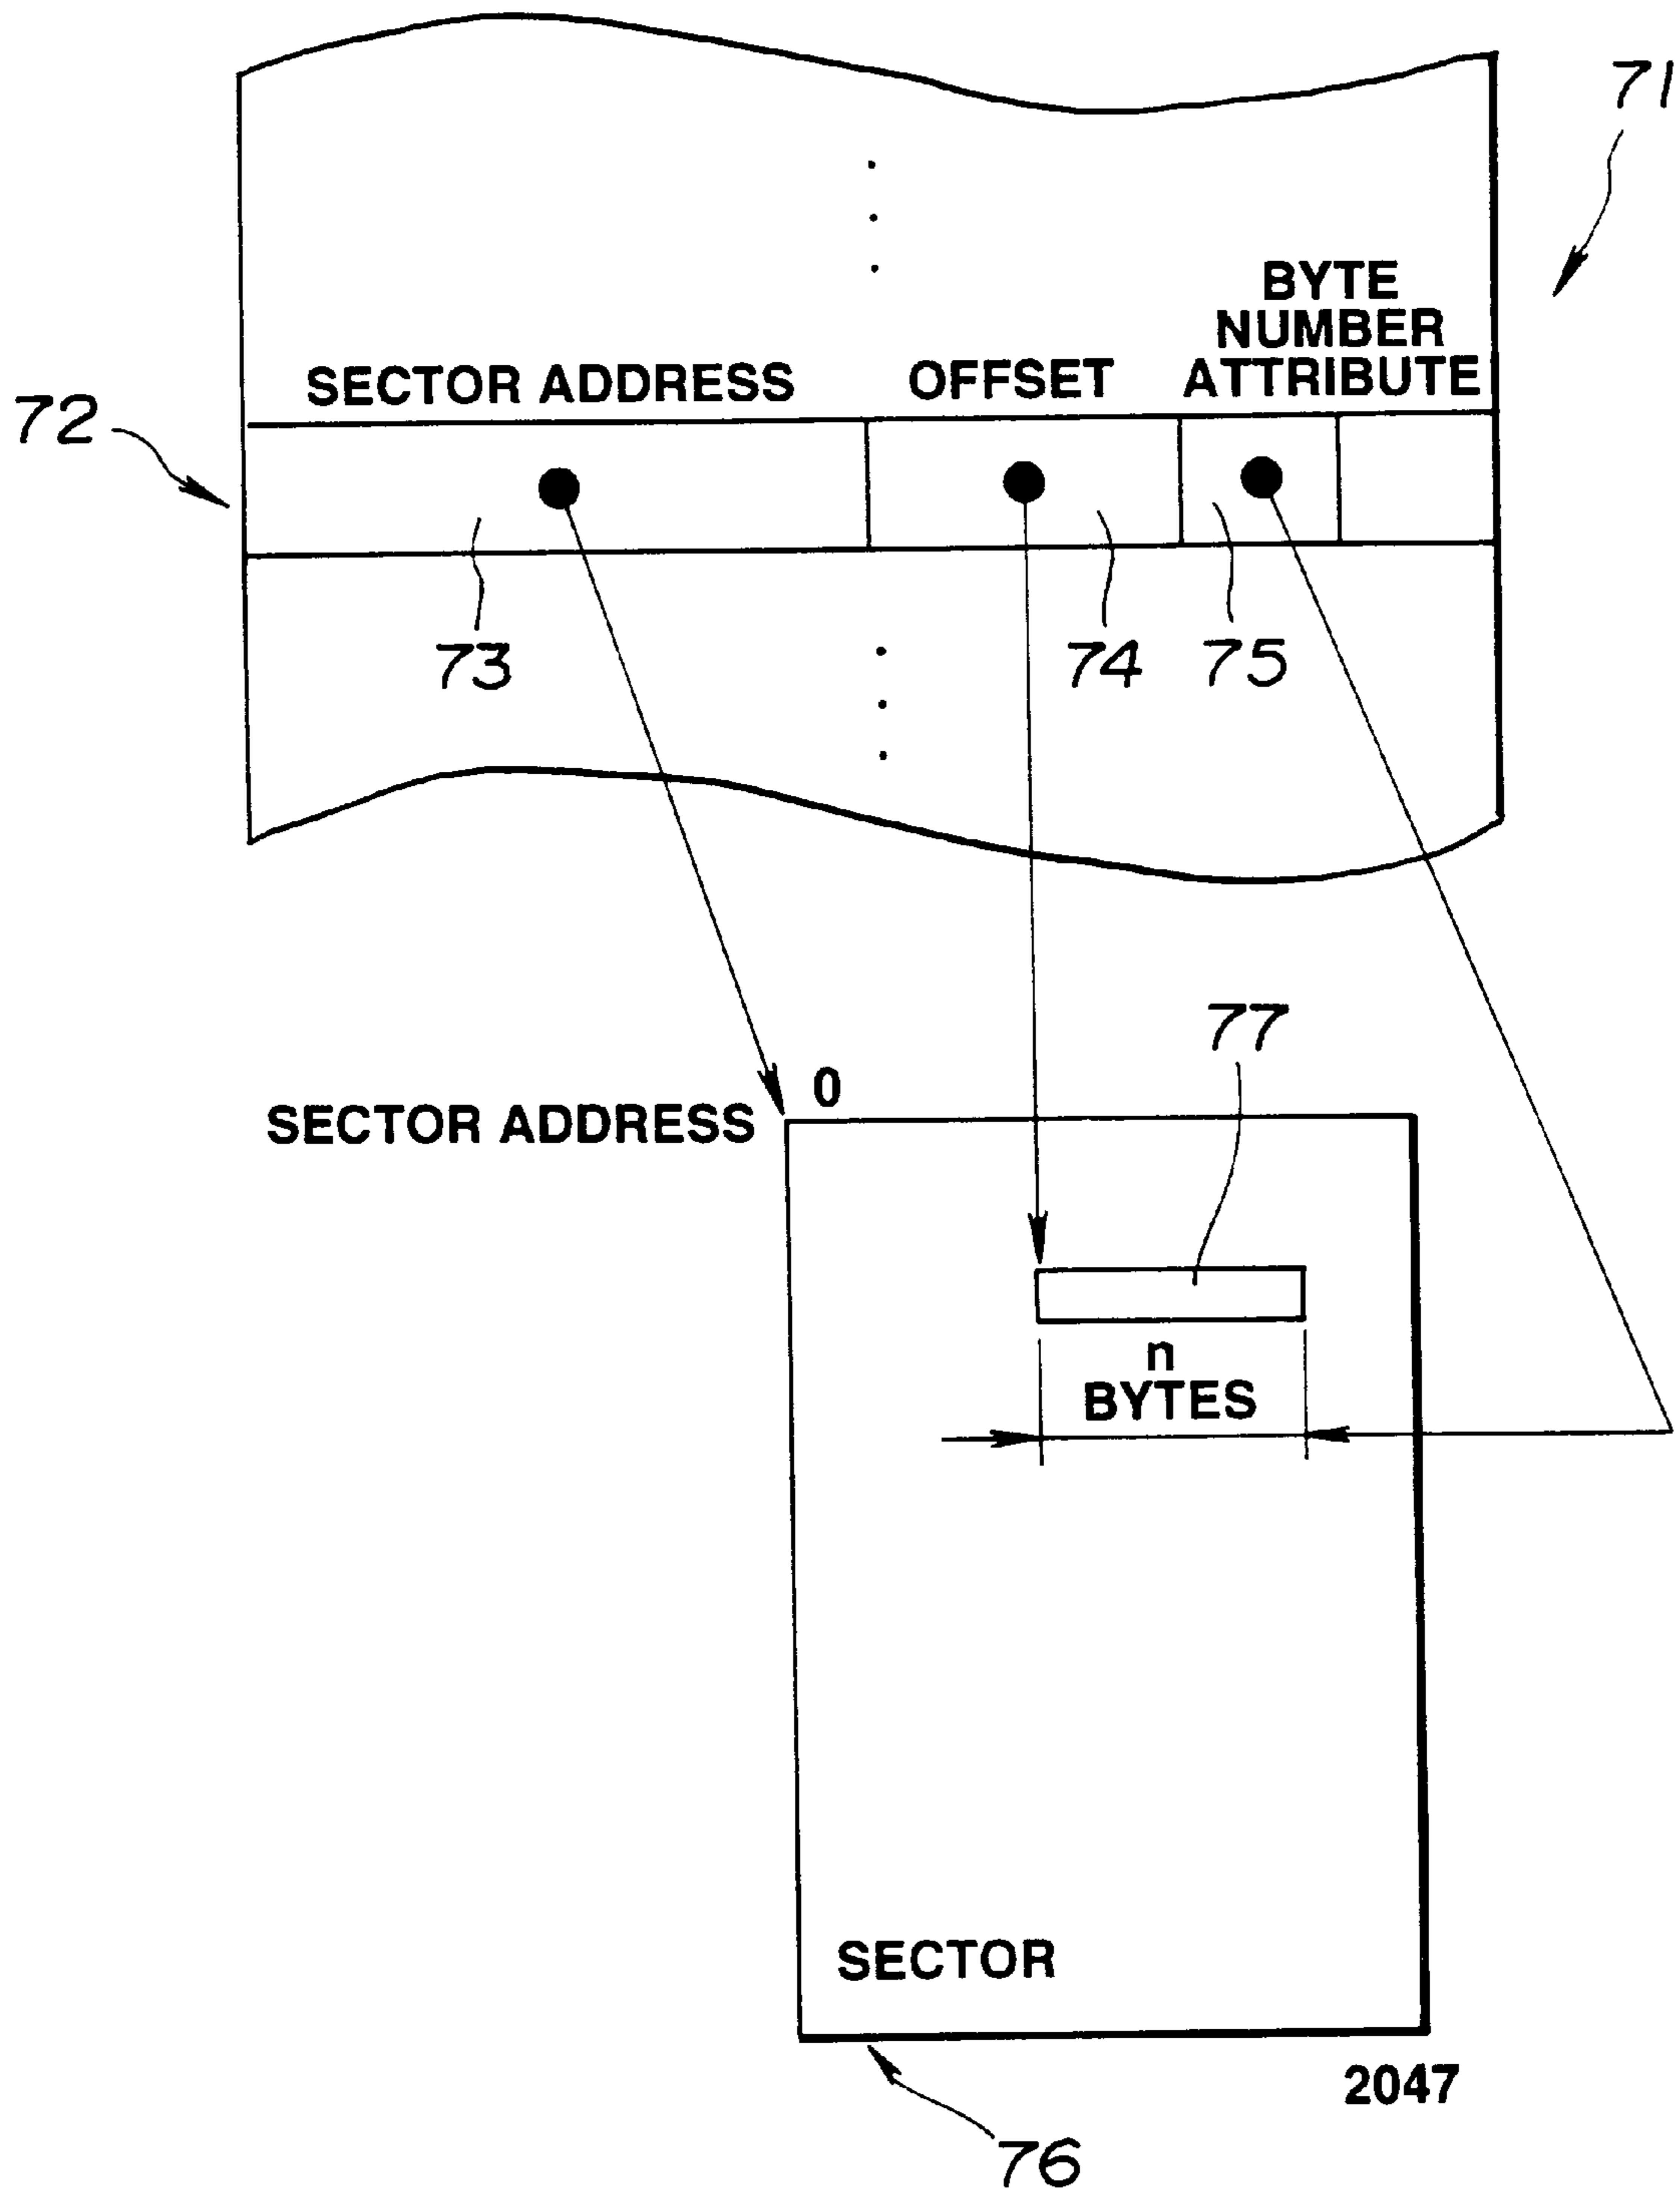 71
BYTE
NUMBER
SECTOR ADDRESS OFFSET ATTRIBUTE
72
73 74 75
77
0
SECTOR ADDRESS
n
BYTES
SECTOR
2047
76